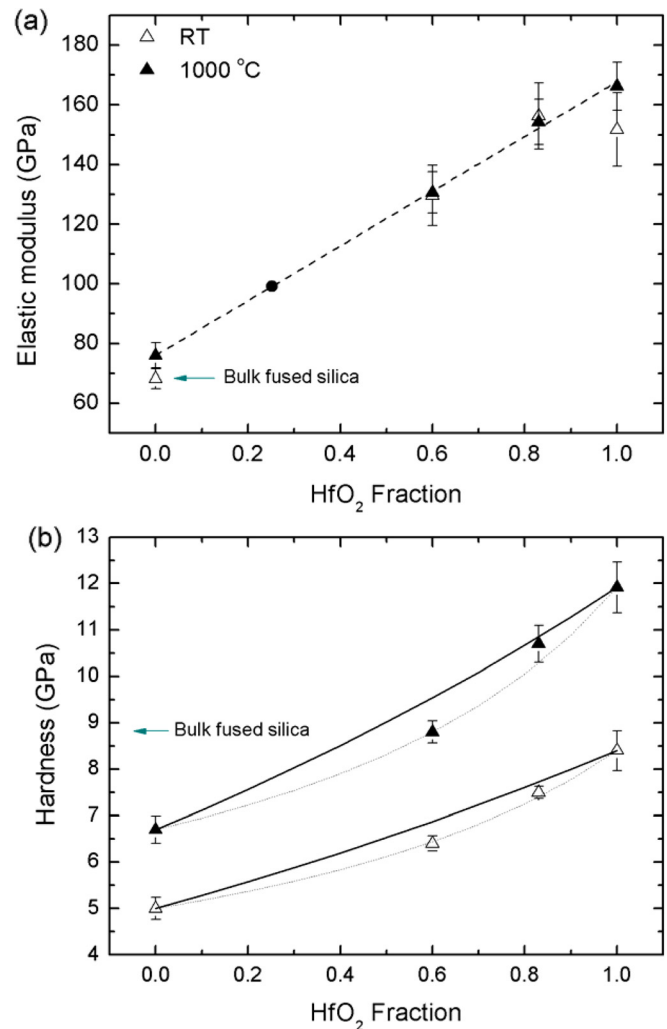 (a)
RT
1000 °C
180
160
140
120
100
80
60
Elastic modulus (GPa)
Bulk fused silica
0.0 0.2 0.4 0.6 0.8 1.0
HfO₂ Fraction
(b)
13
12
11
10
9
8
7
6
5
4
Hardness (GPa)
Bulk fused silica
0.0 0.2 0.4 0.6 0.8 1.0
HfO₂ Fraction